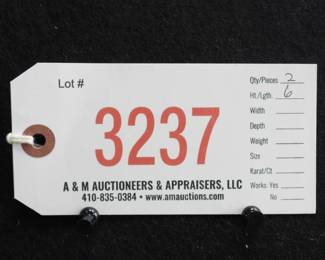 Lot #
3237
A & M AUCTIONEERS & APPRAISERS, LLC
410-835-0384 • www.amauctions.com
Qty/Pieces 2
Ht./Lgth. 6
Width
Depth
Weight
Size
Karat/Ct
Works: Yes
No